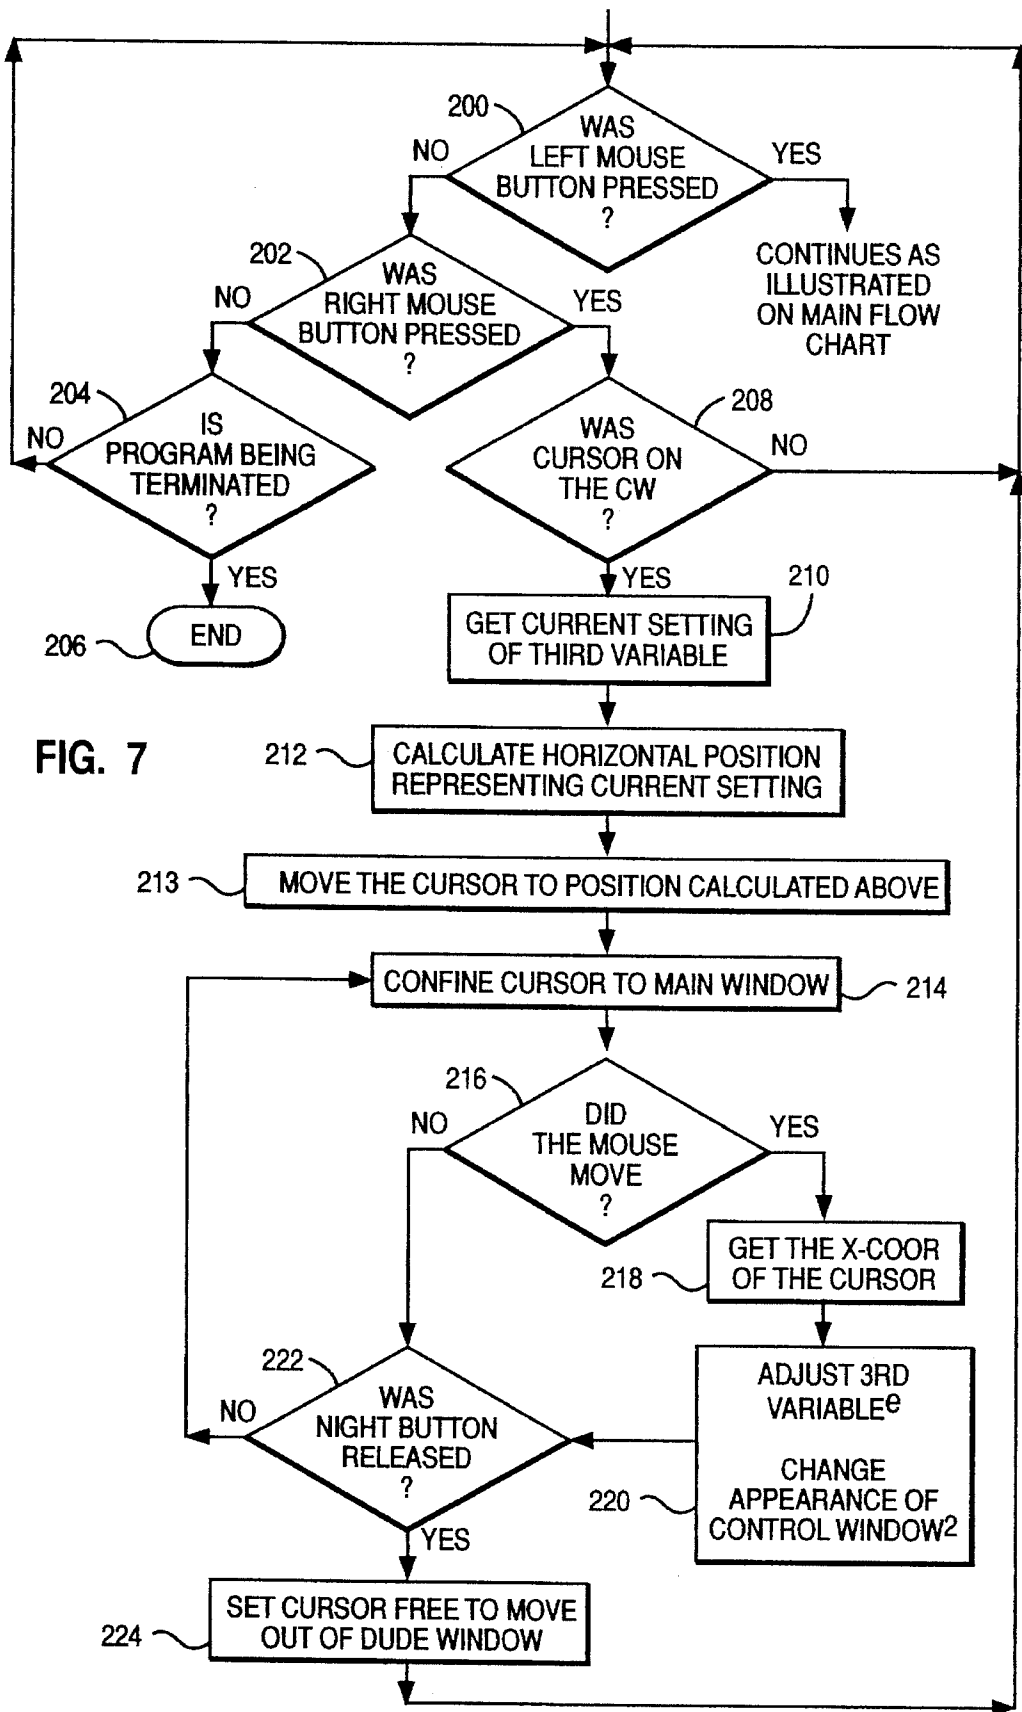 200
WAS
LEFT MOUSE
BUTTON PRESSED
?
NO
YES
CONTINUES AS
ILLUSTRATED
ON MAIN FLOW
CHART
202
WAS
RIGHT MOUSE
BUTTON PRESSED
?
NO
YES
204
IS
PROGRAM BEING
TERMINATED
?
NO
YES
206
END
208
WAS
CURSOR ON
THE CW
?
NO
YES
210
GET CURRENT SETTING
OF THIRD VARIABLE
FIG. 7
212
CALCULATE HORIZONTAL POSITION
REPRESENTING CURRENT SETTING
213
MOVE THE CURSOR TO POSITION CALCULATED ABOVE
CONFINE CURSOR TO MAIN WINDOW
214
216
DID
THE MOUSE
MOVE
?
NO
YES
218
GET THE X-COOR
OF THE CURSOR
220
ADJUST 3RD
VARIABLEe
CHANGE
APPEARANCE OF
CONTROL WINDOW2
222
WAS
NIGHT BUTTON
RELEASED
?
NO
YES
224
SET CURSOR FREE TO MOVE
OUT OF DUDE WINDOW